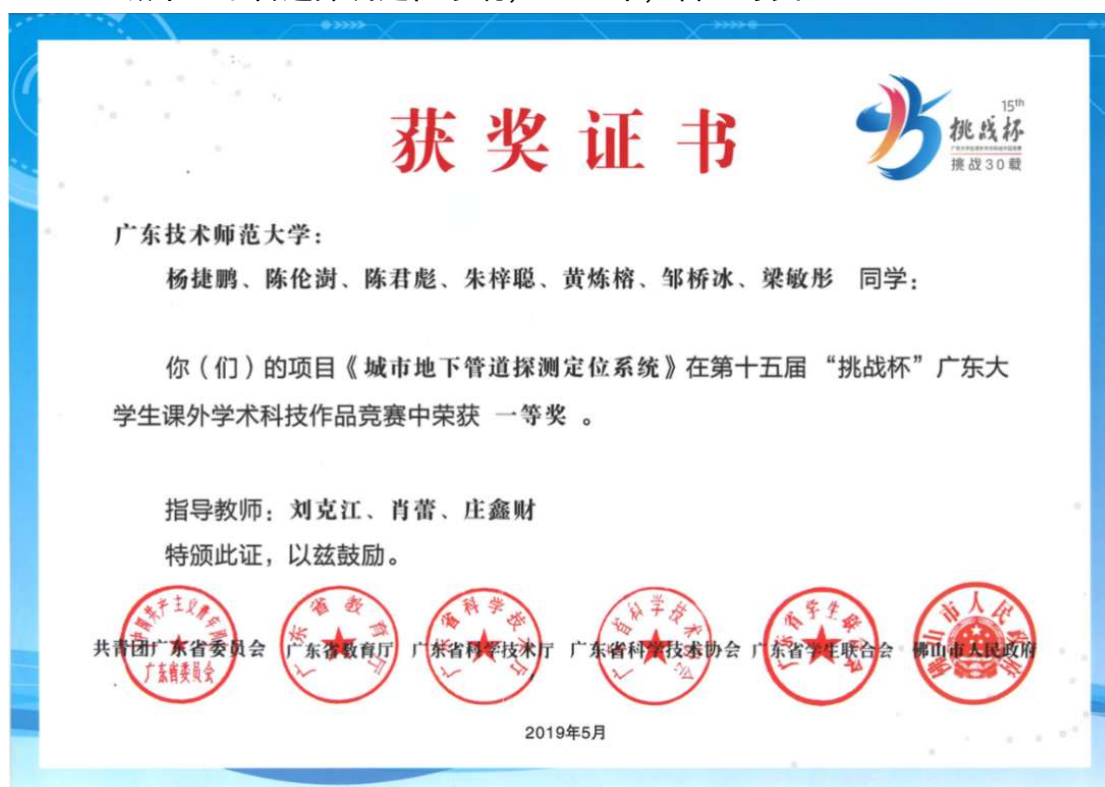 获奖证书
15th
挑战杯
挑战30载
广东技术师范大学：
杨捷鹏、陈伦澍、陈君彪、朱梓聪、黄炼榕、邹桥冰、梁敏彤 同学：
你（们）的项目《城市地下管道探测定位系统》在第十五届 “挑战杯”广东大
学生课外学术科技作品竞赛中荣获 一等奖 。
指导教师：刘克江、肖蕾、庄鑫财
特颁此证，以兹鼓励。
共青团广东省委员会 广东省教育厅 广东省科学技术厅 广东省科学技术协会 广东省学生联合会 佛山市人民政府
广东省委员会
2019年5月